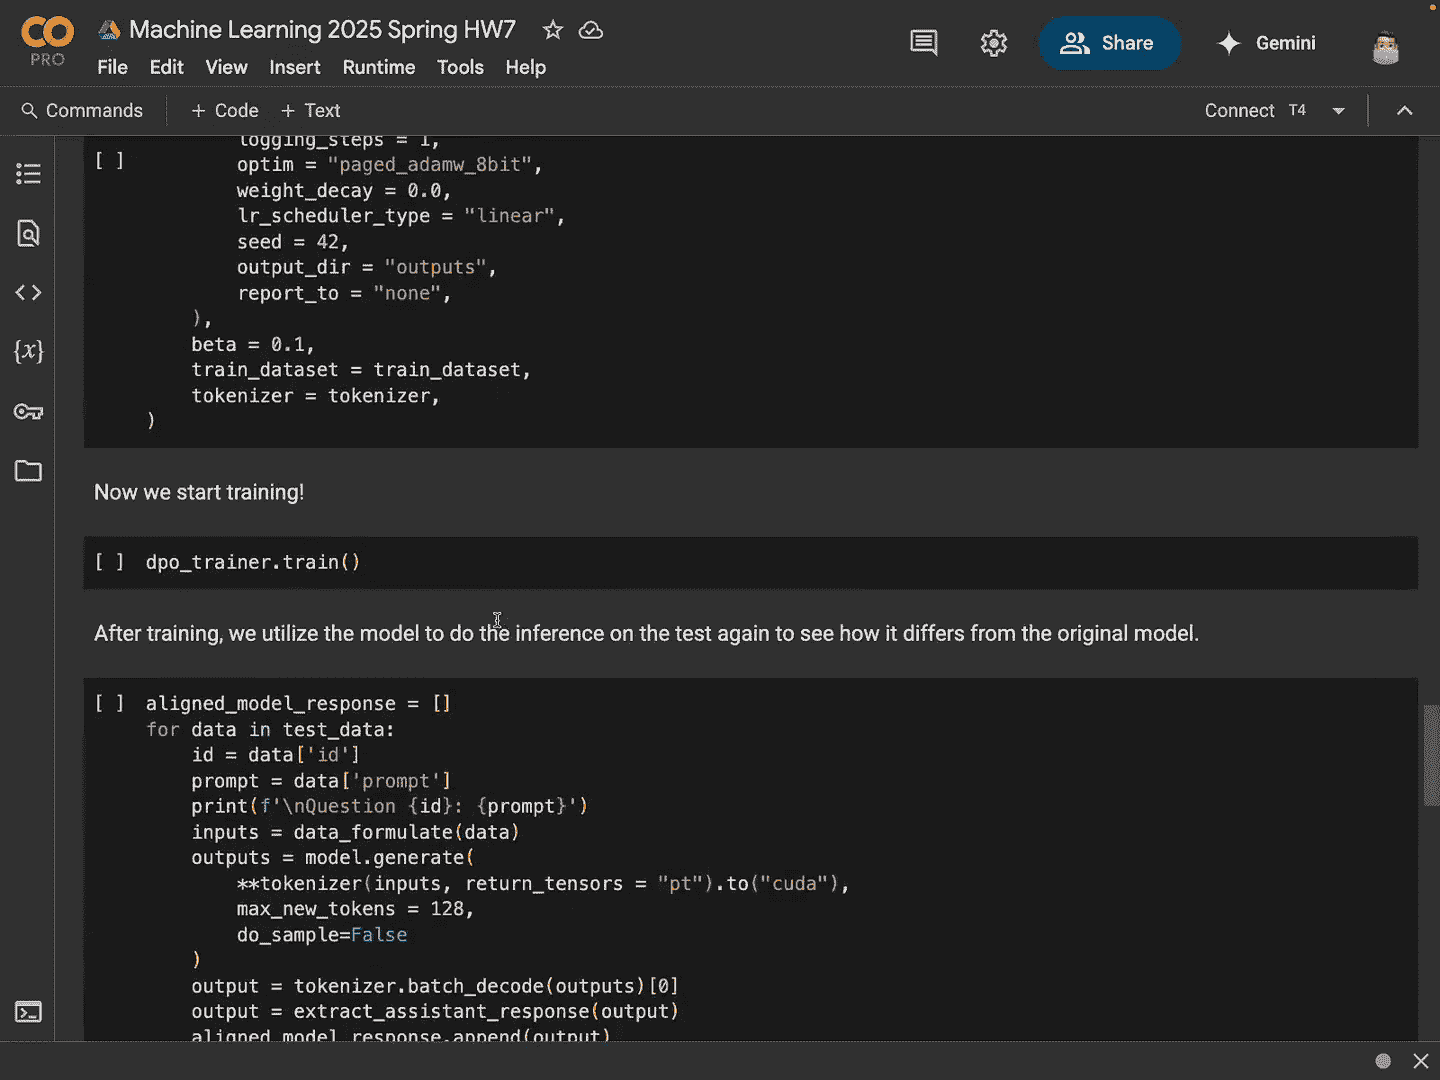 Machine Learning 2025 Spring HW7
PRO
File Edit View Insert Runtime Tools Help
Share
Gemini
Commands + Code + Text
Connect T4
logging_steps = 1,
[ ] optim = "paged_adamw_8bit",
weight_decay = 0.0,
lr_scheduler_type = "linear",
seed = 42,
output_dir = "outputs",
report_to = "none",
),
beta = 0.1,
train_dataset = train_dataset,
tokenizer = tokenizer,
)
Now we start training!
[ ] dpo_trainer.train()
After training, we utilize the model to do the inference on the test again to see how it differs from the original model.
[ ] aligned_model_response = []
for data in test_data:
id = data['id']
prompt = data['prompt']
print(f'\nQuestion {id}: {prompt}')
inputs = data_formulate(data)
outputs = model.generate(
**tokenizer(inputs, return_tensors = "pt").to("cuda"),
max_new_tokens = 128,
do_sample=False
)
output = tokenizer.batch_decode(outputs)[0]
output = extract_assistant_response(output)
aligned_model_response.append(output)